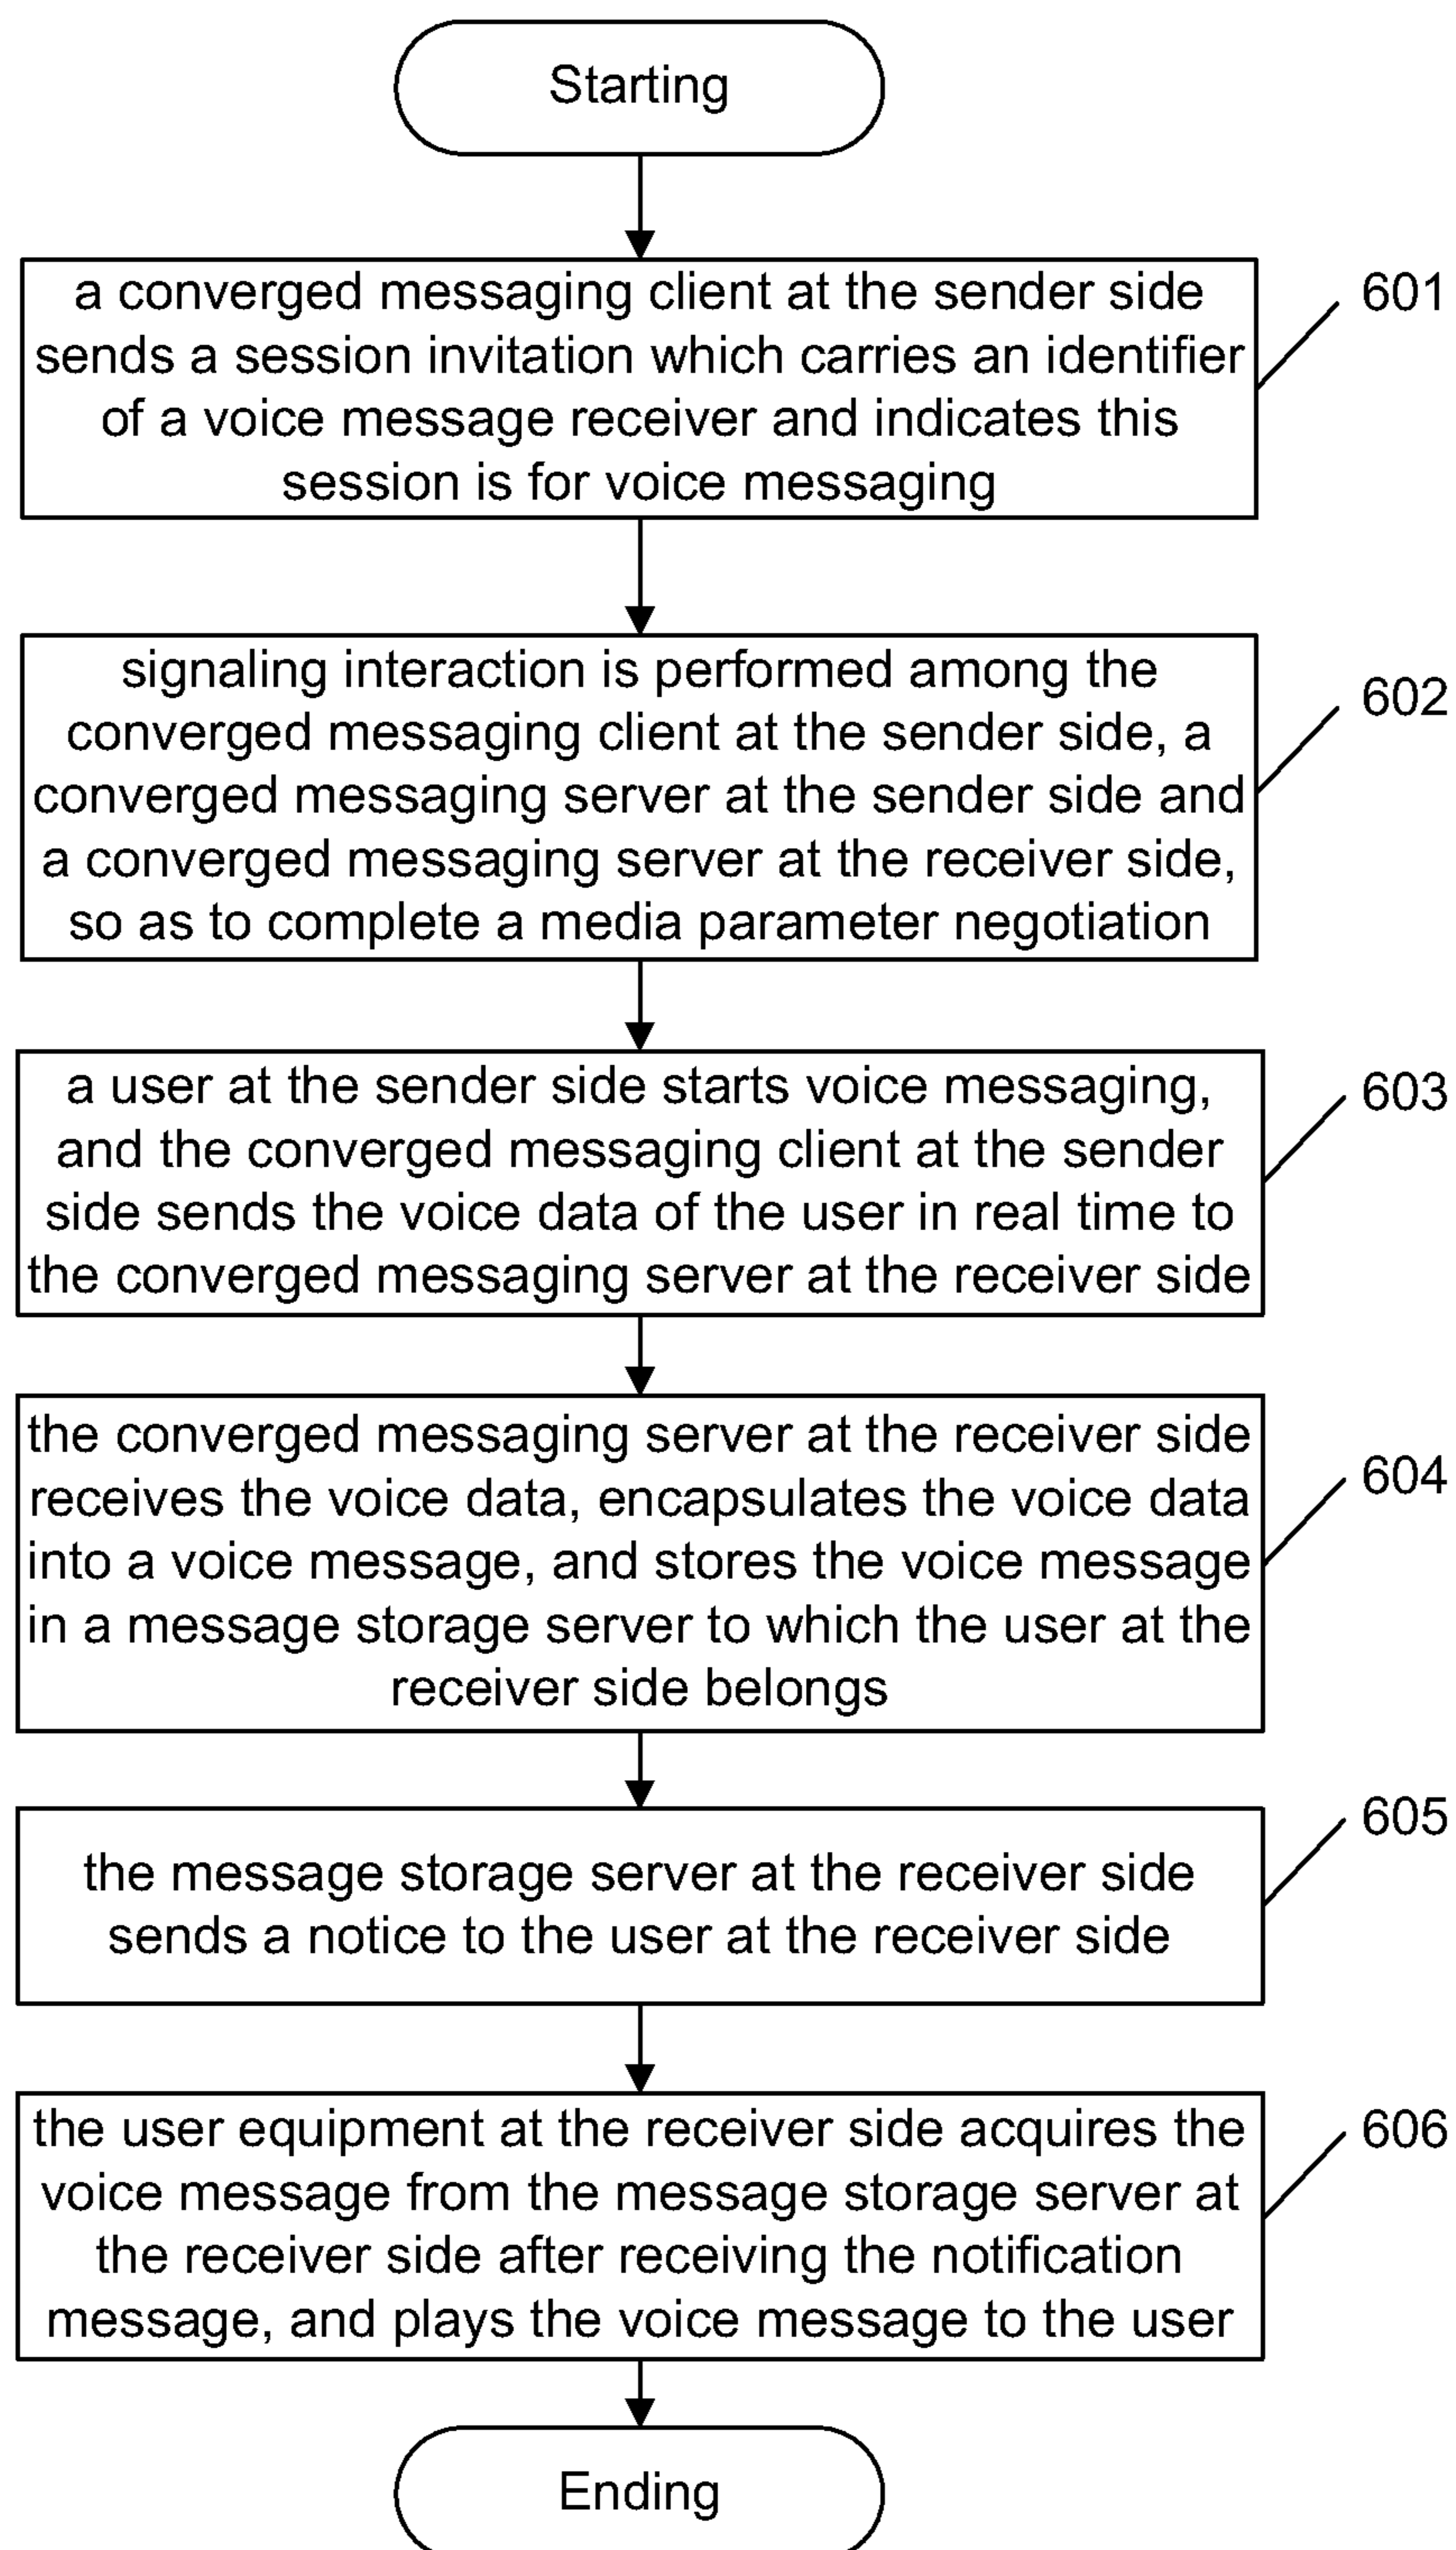 Starting
a converged messaging client at the sender side
sends a session invitation which carries an identifier
of a voice message receiver and indicates this
session is for voice messaging
601
signaling interaction is performed among the
converged messaging client at the sender side, a
converged messaging server at the sender side and
a converged messaging server at the receiver side,
so as to complete a media parameter negotiation
602
a user at the sender side starts voice messaging,
and the converged messaging client at the sender
side sends the voice data of the user in real time to
the converged messaging server at the receiver side
603
the converged messaging server at the receiver side
receives the voice data, encapsulates the voice data
into a voice message, and stores the voice message
in a message storage server to which the user at the
receiver side belongs
604
the message storage server at the receiver side
sends a notice to the user at the receiver side
605
the user equipment at the receiver side acquires the
voice message from the message storage server at
the receiver side after receiving the notification
message, and plays the voice message to the user
606
Ending